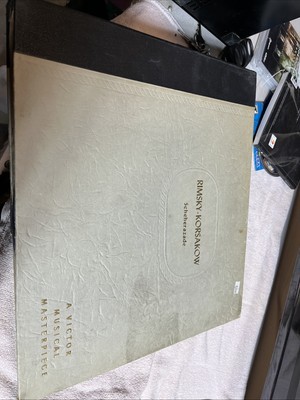 RIMSKY-KORSAKOW
Scheherazade
A VICTOR
MUSICAL
MASTERPIECE